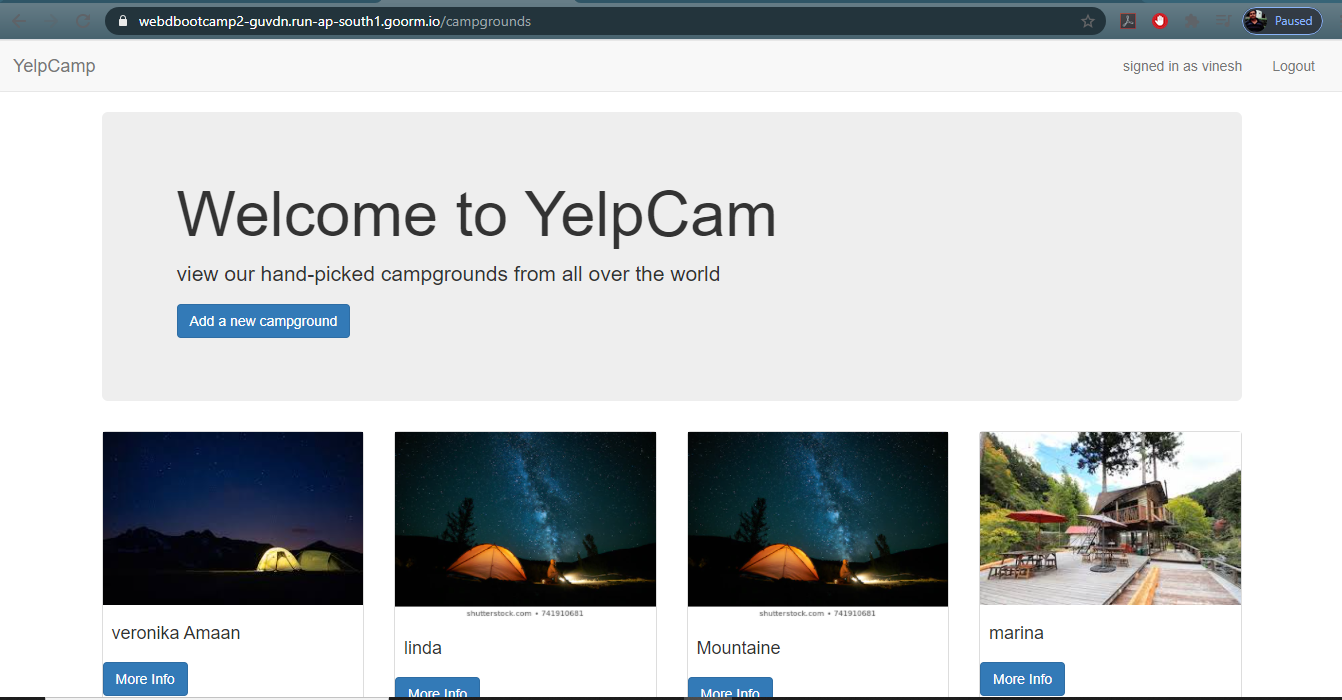 webdbootcamp2-guvdn.run-ap-south1.goorm.io/campgrounds
Paused
YelpCamp
signed in as vinesh
Logout
Welcome to YelpCam
view our hand-picked campgrounds from all over the world
Add a new campground
shutterstock.com • 741910681
shutterstock.com • 741910681
veronika Amaan
linda
Mountaine
marina
More Info
More Info
More Info
More Info